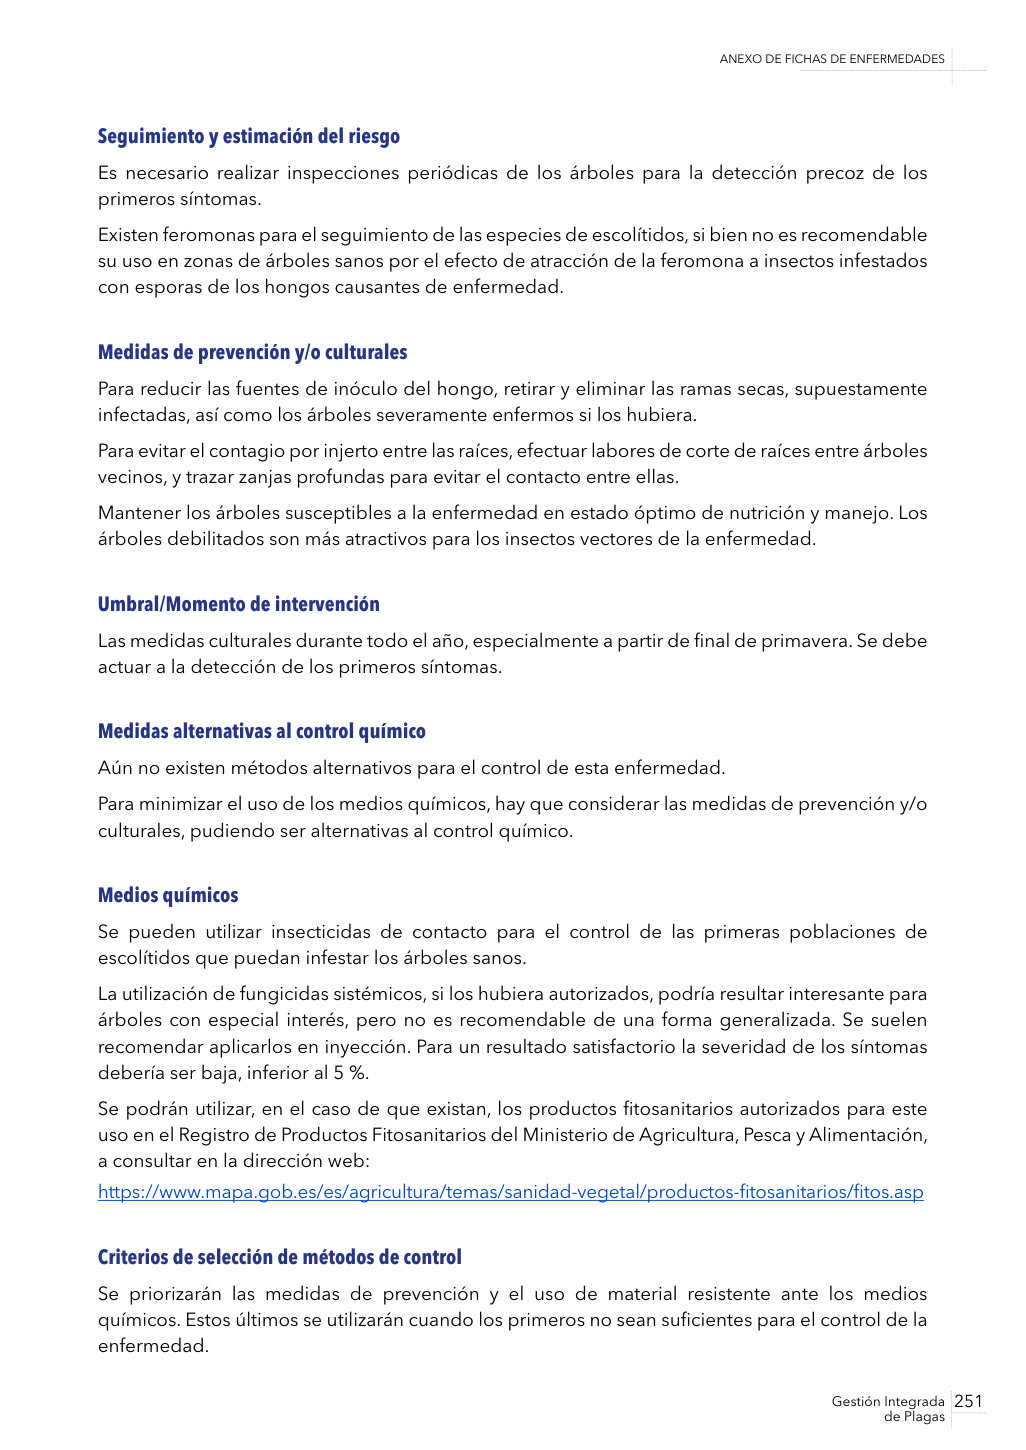 ANEXO DE FICHAS DE ENFERMEDADES
Seguimiento y estimación del riesgo
Es necesario realizar inspecciones periódicas de los árboles para la detección precoz de los
primeros síntomas.
Existen feromonas para el seguimiento de las especies de escolítidos, si bien no es recomendable
su uso en zonas de árboles sanos por el efecto de atracción de la feromona a insectos infestados
con esporas de los hongos causantes de enfermedad.
Medidas de prevención y/o culturales
Para reducir las fuentes de inóculo del hongo, retirar y eliminar las ramas secas, supuestamente
infectadas, así como los árboles severamente enfermos si los hubiera.
Para evitar el contagio por injerto entre las raíces, efectuar labores de corte de raíces entre árboles
vecinos, y trazar zanjas profundas para evitar el contacto entre ellas.
Mantener los árboles susceptibles a la enfermedad en estado óptimo de nutrición y manejo. Los
árboles debilitados son más atractivos para los insectos vectores de la enfermedad.
Umbral/Momento de intervención
Las medidas culturales durante todo el año, especialmente a partir de final de primavera. Se debe
actuar a la detección de los primeros síntomas.
Medidas alternativas al control químico
Aún no existen métodos alternativos para el control de esta enfermedad.
Para minimizar el uso de los medios químicos, hay que considerar las medidas de prevención y/o
culturales, pudiendo ser alternativas al control químico.
Medios químicos
Se pueden utilizar insecticidas de contacto para el control de las primeras poblaciones de
escolítidos que puedan infestar los árboles sanos.
La utilización de fungicidas sistémicos, si los hubiera autorizados, podría resultar interesante para
árboles con especial interés, pero no es recomendable de una forma generalizada. Se suelen
recomendar aplicarlos en inyección. Para un resultado satisfactorio la severidad de los síntomas
debería ser baja, inferior al 5 %.
Se podrán utilizar, en el caso de que existan, los productos fitosanitarios autorizados para este
uso en el Registro de Productos Fitosanitarios del Ministerio de Agricultura, Pesca y Alimentación,
a consultar en la dirección web:
https://www.mapa.gob.es/es/agricultura/temas/sanidad-vegetal/productos-fitosanitarios/fitos.asp
Criterios de selección de métodos de control
Se priorizarán las medidas de prevención y el uso de material resistente ante los medios
químicos. Estos últimos se utilizarán cuando los primeros no sean suficientes para el control de la
enfermedad.
Gestión Integrada 251
de Plagas